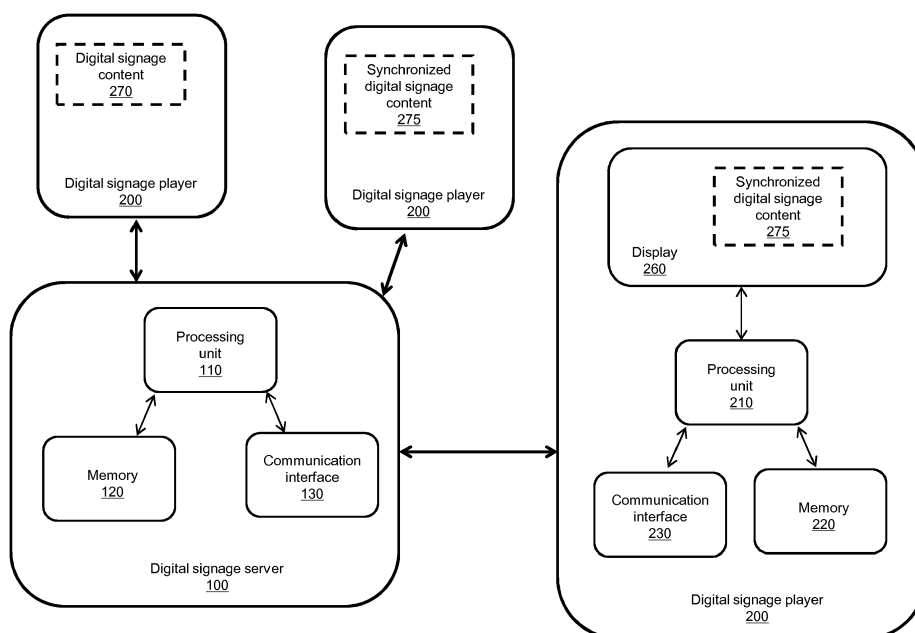 Digital signage
content
270
Digital signage player
200
Synchronized
digital signage
content
275
Digital signage player
200
Synchronized
digital signage
content
275
Display
260
Processing
unit
110
Memory
120
Communication
interface
130
Digital signage server
100
Processing
unit
210
Communication
interface
230
Memory
220
Digital signage player
200